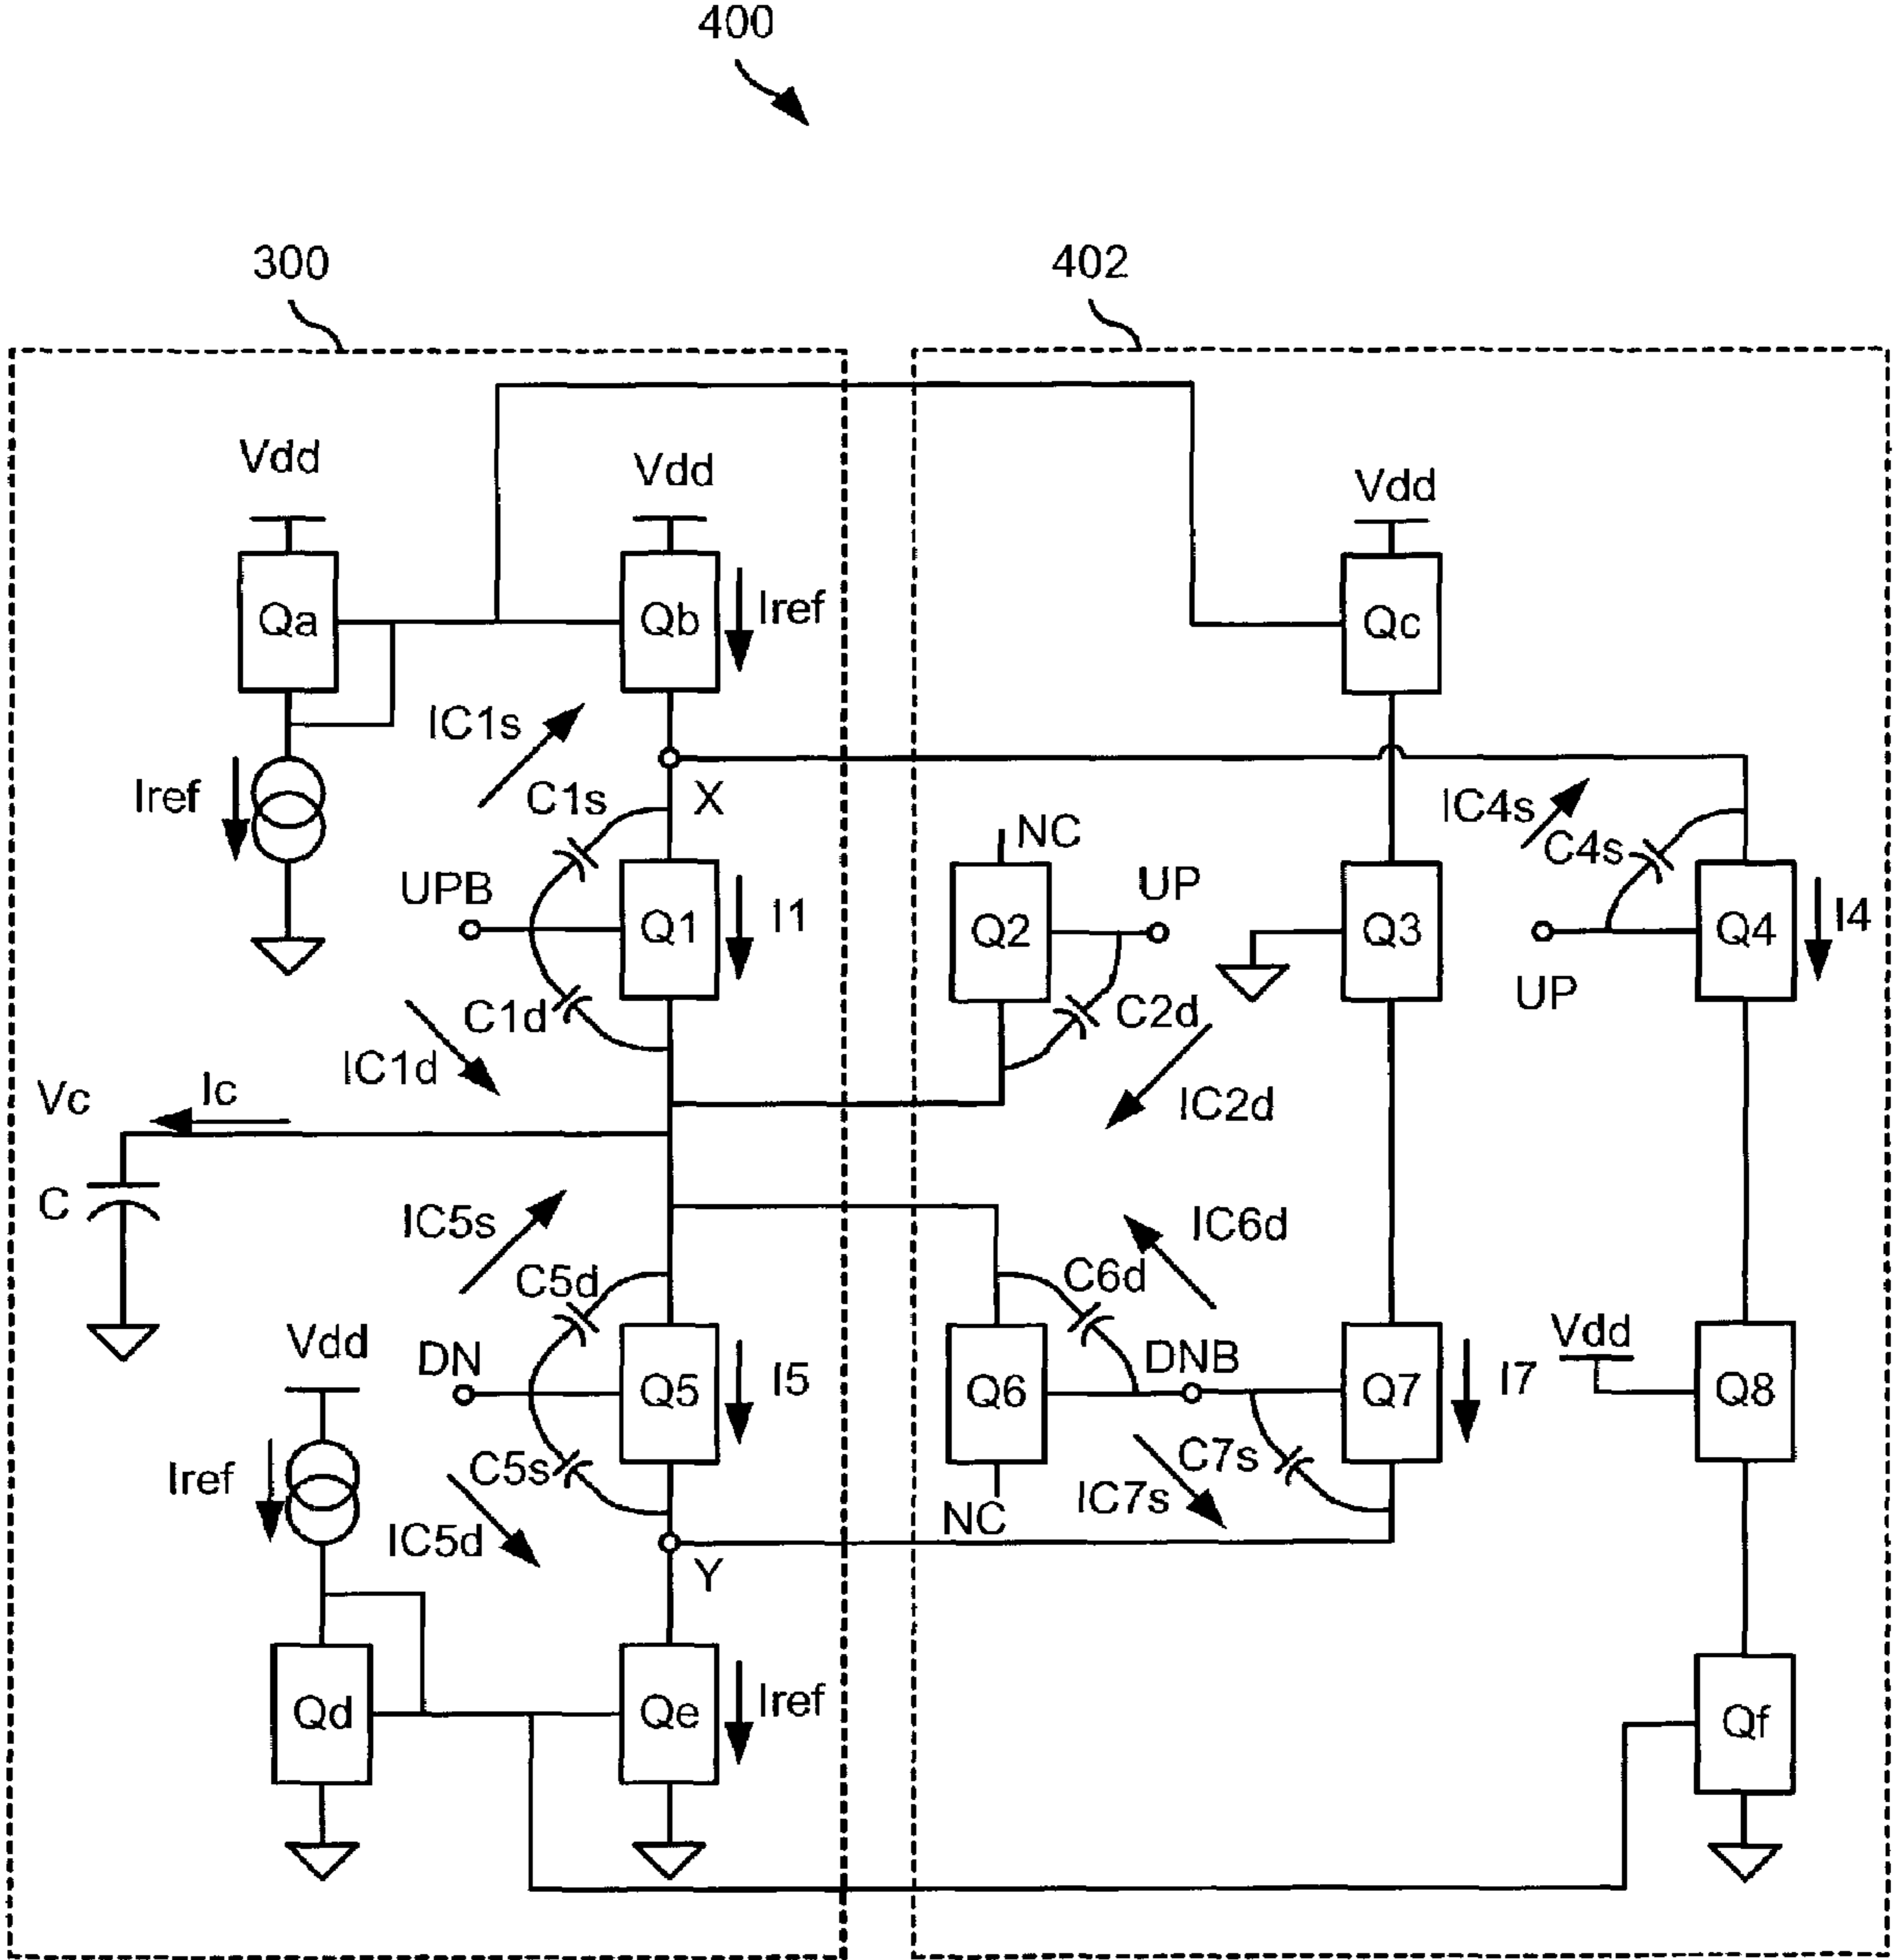 400
300
402
Vdd
Vdd
Vdd
Qa
Qb
Iref
Qc
IC1s
Iref
C1s
X
NC
IC4s
C4s
UPB
Q1
I1
Q2
UP
Q3
Q4
I4
UP
C1d
IC1d
C2d
IC2d
Vc
Ic
C
IC5s
C5d
IC6d
C6d
Vdd
DN
Q5
I5
Q6
DNB
Q7
I7
Vdd
Q8
Iref
C5s
IC5d
C7s
IC7s
NC
Y
Qd
Qe
Iref
Qf